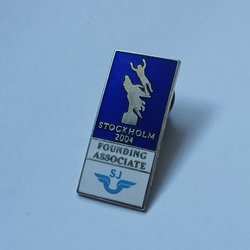 STOCKHOLM
2004
FOUNDING
ASSOCIATE
SJ